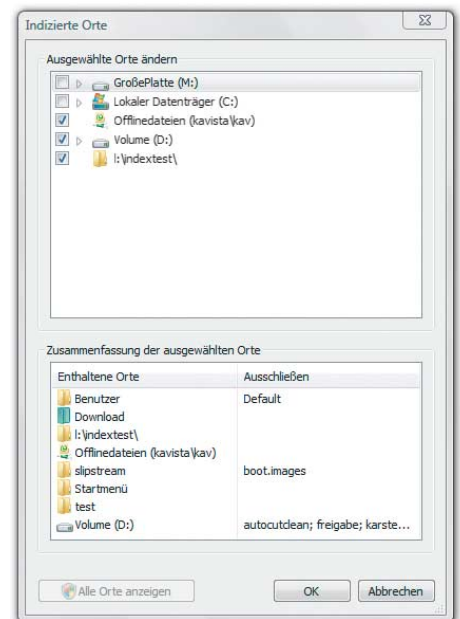 Indizierte Orte
Ausgewählte Orte ändern
GroßePlatte (M:)
Lokaler Datenträger (C:)
Offlinedateien (kavista\kav)
Volume (D:)
I:\indextest\
Zusammenfassung der ausgewählten Orte
Enthaltene Orte Ausschließen
Benutzer Default
Download
I:\indextest\
Offlinedateien (kavista\kav)
slipstream boot.images
Startmenü
test
Volume (D:) autocutclean; freigabe; karste...
Alle Orte anzeigen OK Abbrechen